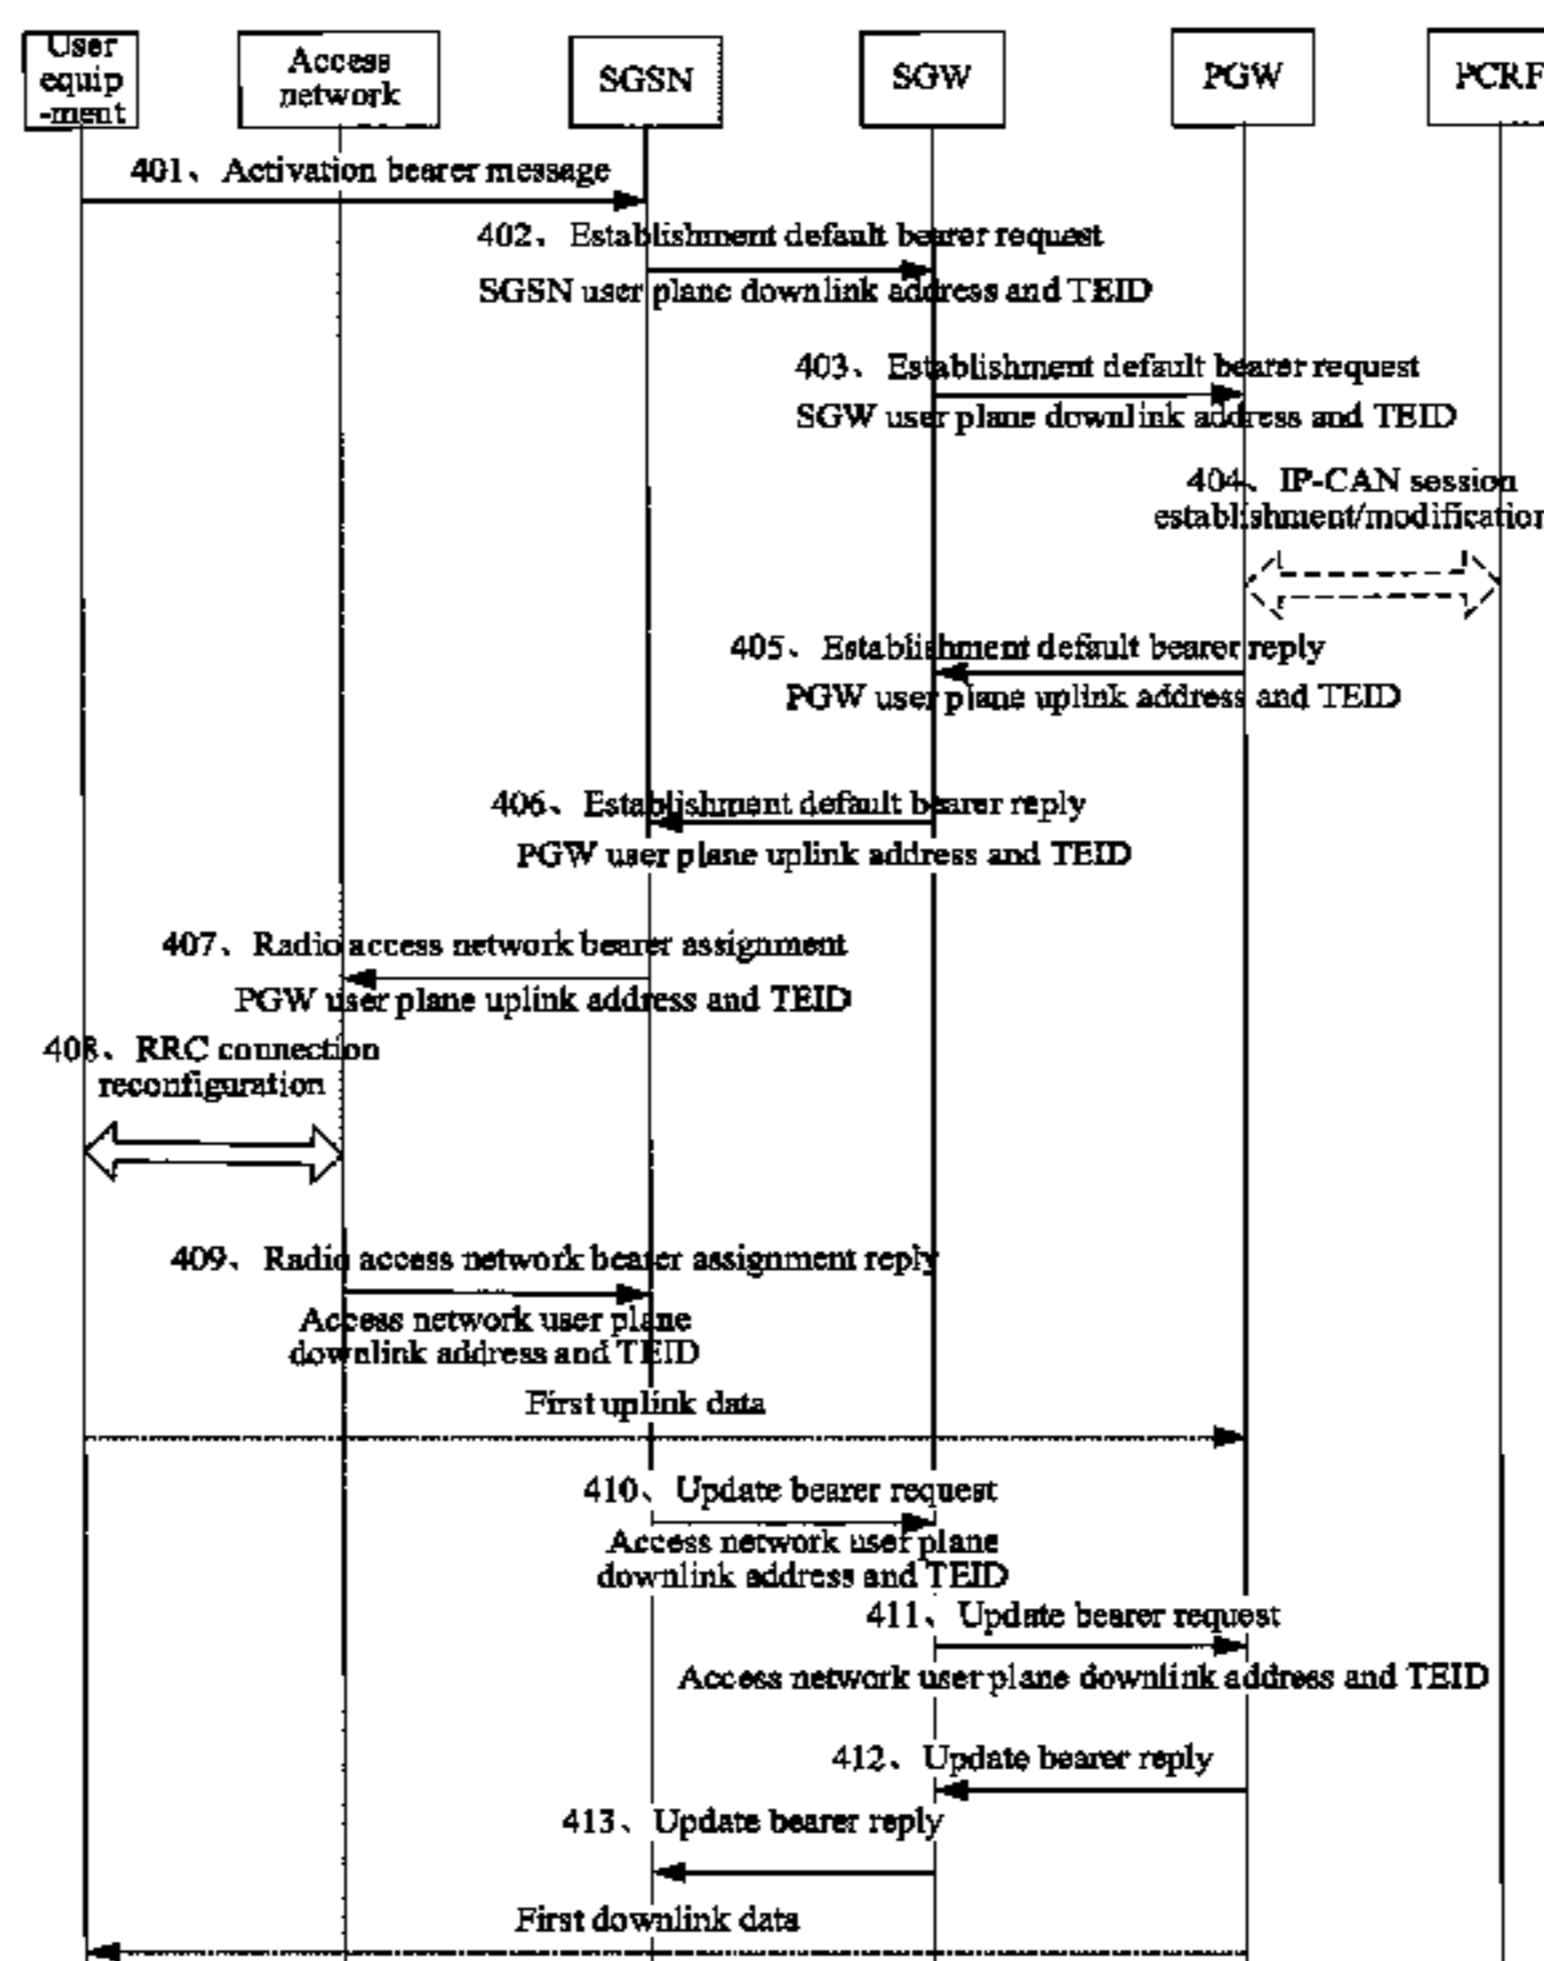 User
equip
-ment
Access
network
SGSN
SGW
PGW
PCRF
401、Activation bearer message
402、Establishment default bearer request
SGSN user plane downlink address and TEID
403、Establishment default bearer request
SGW user plane downlink address and TEID
404、IP-CAN session
establishment/modification
405、Establishment default bearer reply
PGW user plane uplink address and TEID
406、Establishment default bearer reply
PGW user plane uplink address and TEID
407、Radio access network bearer assignment
PGW user plane uplink address and TEID
408、RRC connection
reconfiguration
409、Radio access network bearer assignment reply
Access network user plane
downlink address and TEID
First uplink data
410、Update bearer request
Access network user plane
downlink address and TEID
411、Update bearer request
Access network user plane downlink address and TEID
412、Update bearer reply
413、Update bearer reply
First downlink data